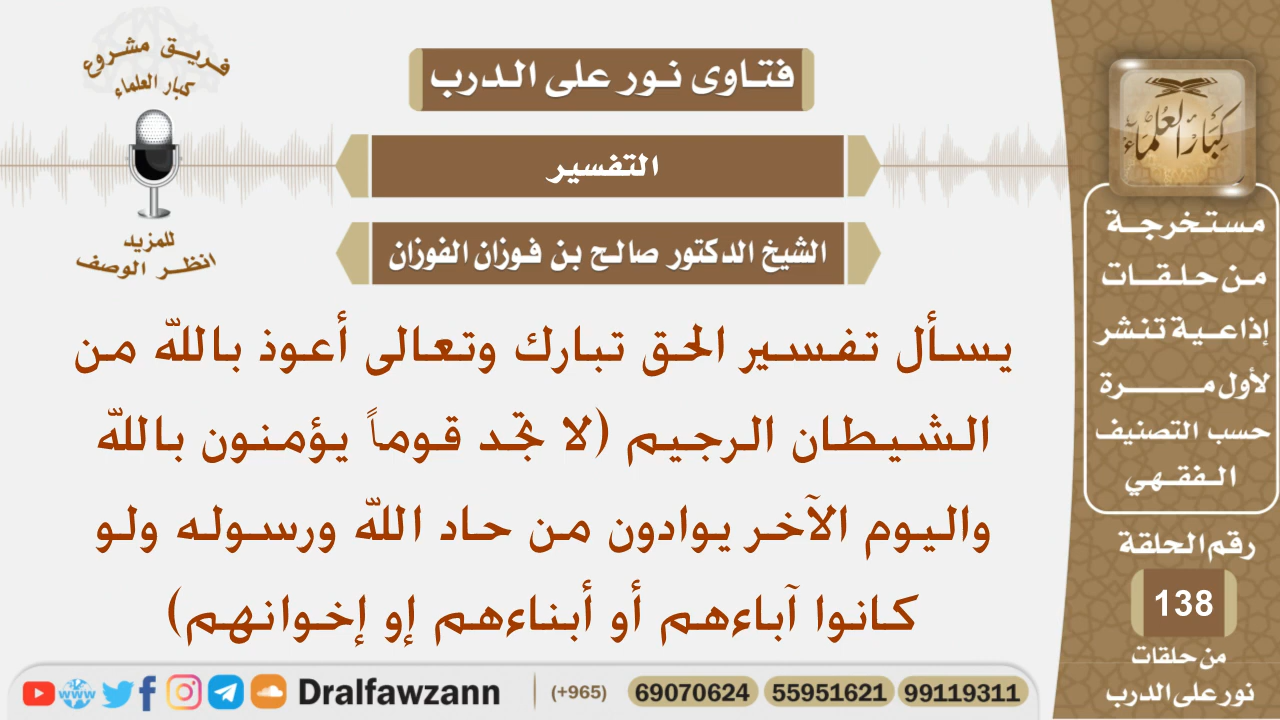 فريق مشروع
كبار العلماء
للمزيد
انظر الوصف
فتاوى نور على الدرب
التفسير
الشيخ الدكتور صالح بن فوزان الفوزان
يسأل تفسير الحق تبارك وتعالى أعوذ بالله من
الشيطان الرجيم (لا تجد قوماً يؤمنون بالله
واليوم الآخر يوادون من حاد الله ورسوله ولو
كانوا آباءهم أو أبناءهم إو إخوانهم)
كبار العلماء
مستخرجة
من حلقات
إذاعية تنشر
لأول مرة
حسب التصنيف
الفقهي
رقم الحلقة
138
من حلقات
نور على الدرب
www
Dralfawzann
(+965)
69070624
55951621
99119311